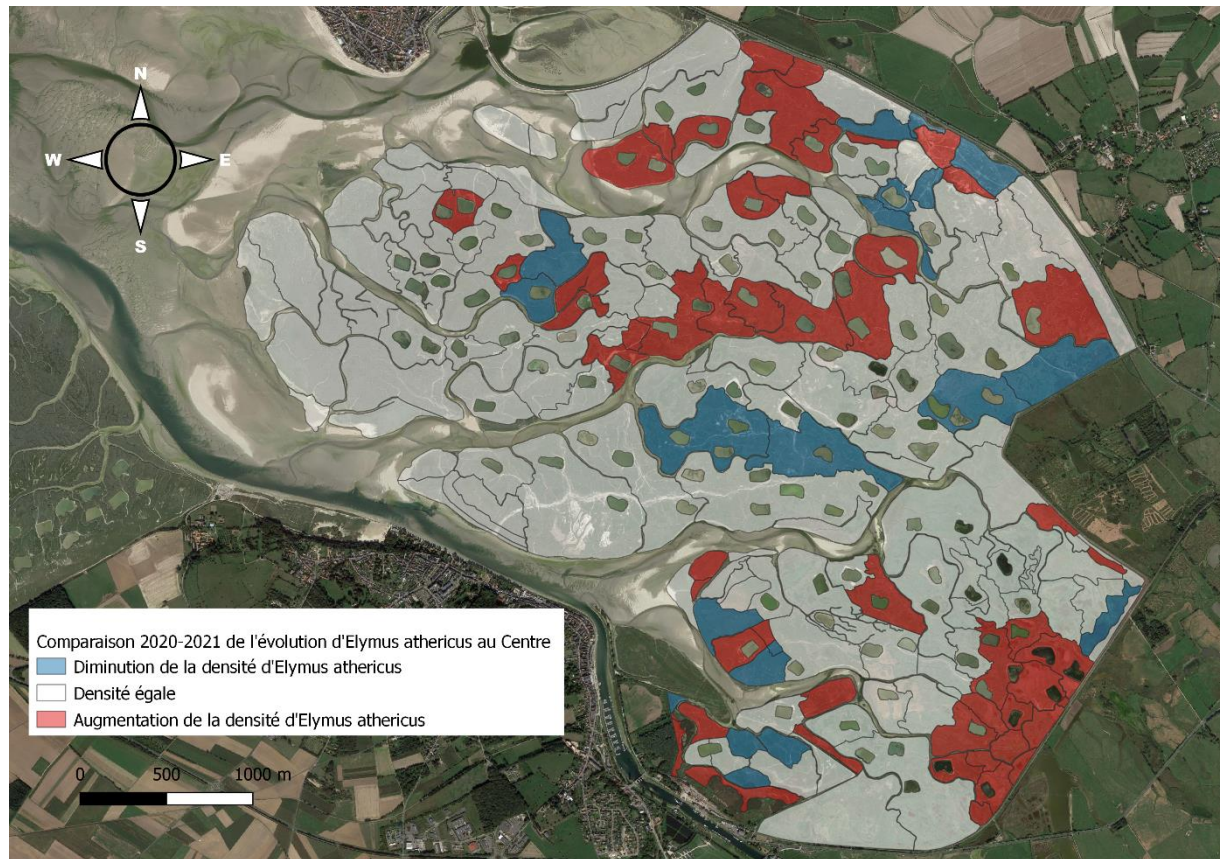 N
W E
S
Comparaison 2020-2021 de l'évolution d'Elymus athericus au Centre
Diminution de la densité d'Elymus athericus
Densité égale
Augmentation de la densité d'Elymus athericus
0 500 1000 m